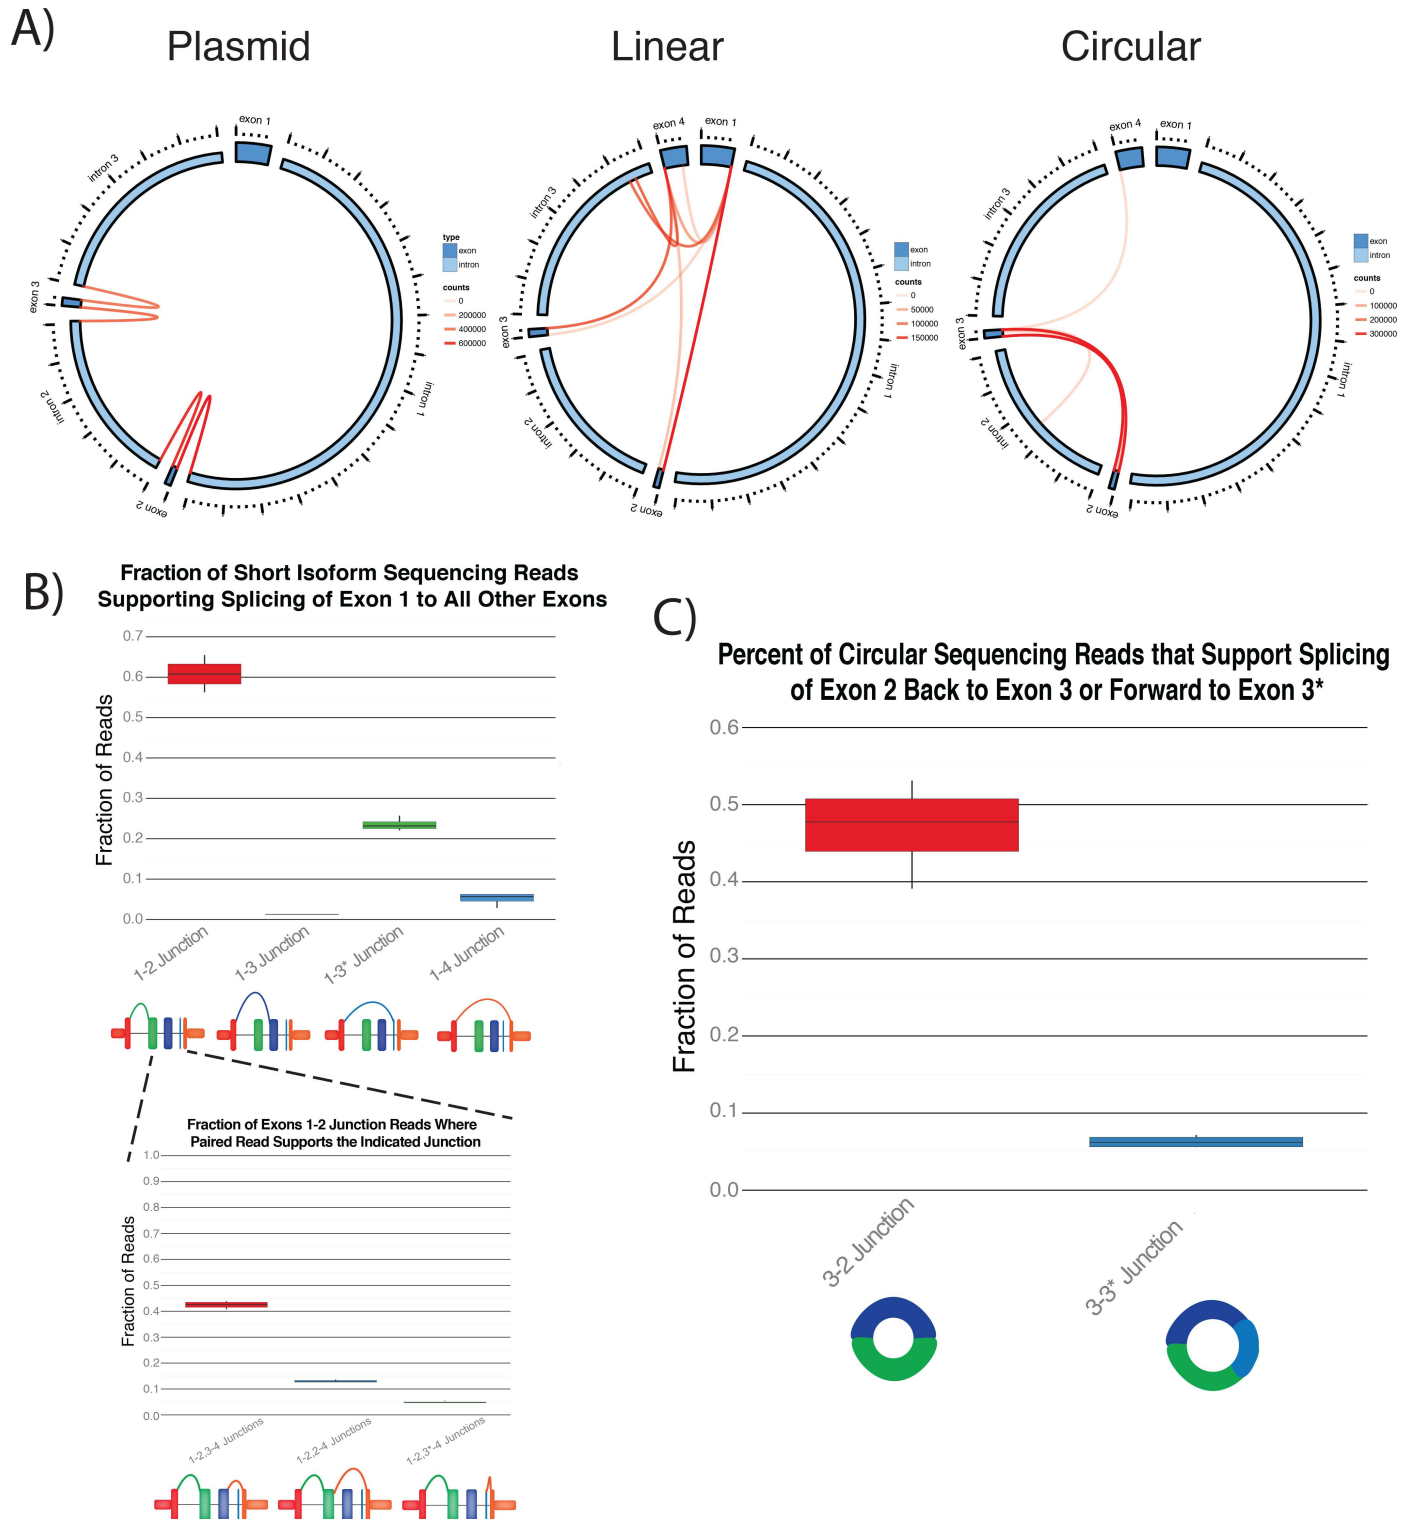 A)
Plasmid
Linear
Circular
exon 1
intron 1
exon 2
intron 2
exon 3
intron 3
type
exon
intron
counts
0
200000
400000
600000
exon 4
exon 1
intron 1
exon 2
intron 2
exon 3
intron 3
exon
intron
counts
0
50000
100000
150000
exon 4
exon 1
intron 1
exon 2
intron 2
exon 3
intron 3
exon
intron
counts
0
100000
200000
300000
B)
Fraction of Short Isoform Sequencing Reads
Supporting Splicing of Exon 1 to All Other Exons
Fraction of Reads
0.7
0.6
0.5
0.4
0.3
0.2
0.1
0.0
1-2 Junction
1-3 Junction
1-3* Junction
1-4 Junction
Fraction of Exons 1-2 Junction Reads Where
Paired Read Supports the Indicated Junction
Fraction of Reads
1.0
0.9
0.8
0.7
0.6
0.5
0.4
0.3
0.2
0.1
0.0
1-2,3-4 Junctions
1-2,2-4 Junctions
1-2,3*-4 Junctions
C)
Percent of Circular Sequencing Reads that Support Splicing
of Exon 2 Back to Exon 3 or Forward to Exon 3*
Fraction of Reads
0.6
0.5
0.4
0.3
0.2
0.1
0.0
3-2 Junction
3-3* Junction